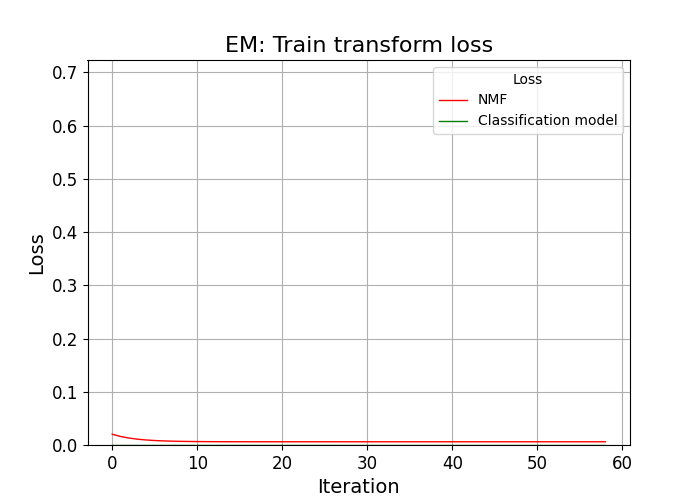 EM: Train transform loss
Loss
NMF
Classification model
0.7
0.6
0.5
0.4
0.3
0.2
0.1
0.0
Loss
0 10 20 30 40 50 60
Iteration